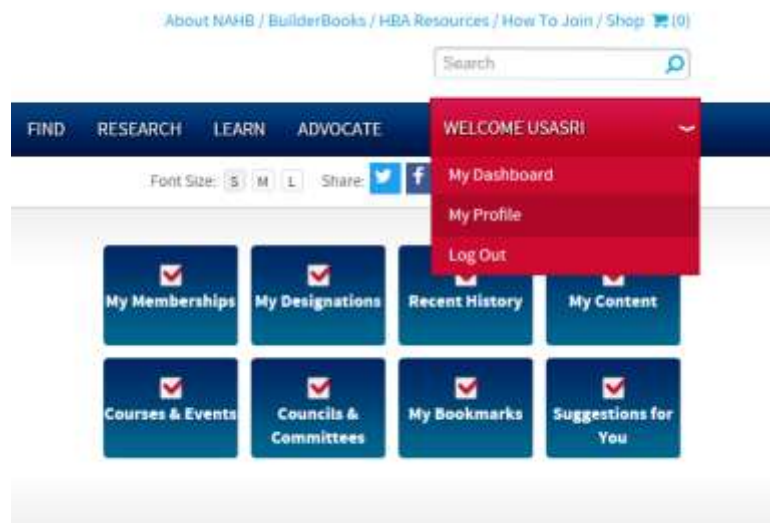 About NAHB / BuilderBooks / HBA Resources / How To Join / Shop (0)
Search
FIND RESEARCH LEARN ADVOCATE WELCOME USASRI
Font Size: S M L Share: f My Dashboard
My Profile
Log Out
My Memberships My Designations Recent History My Content
Courses & Events Councils & Committees My Bookmarks Suggestions for You